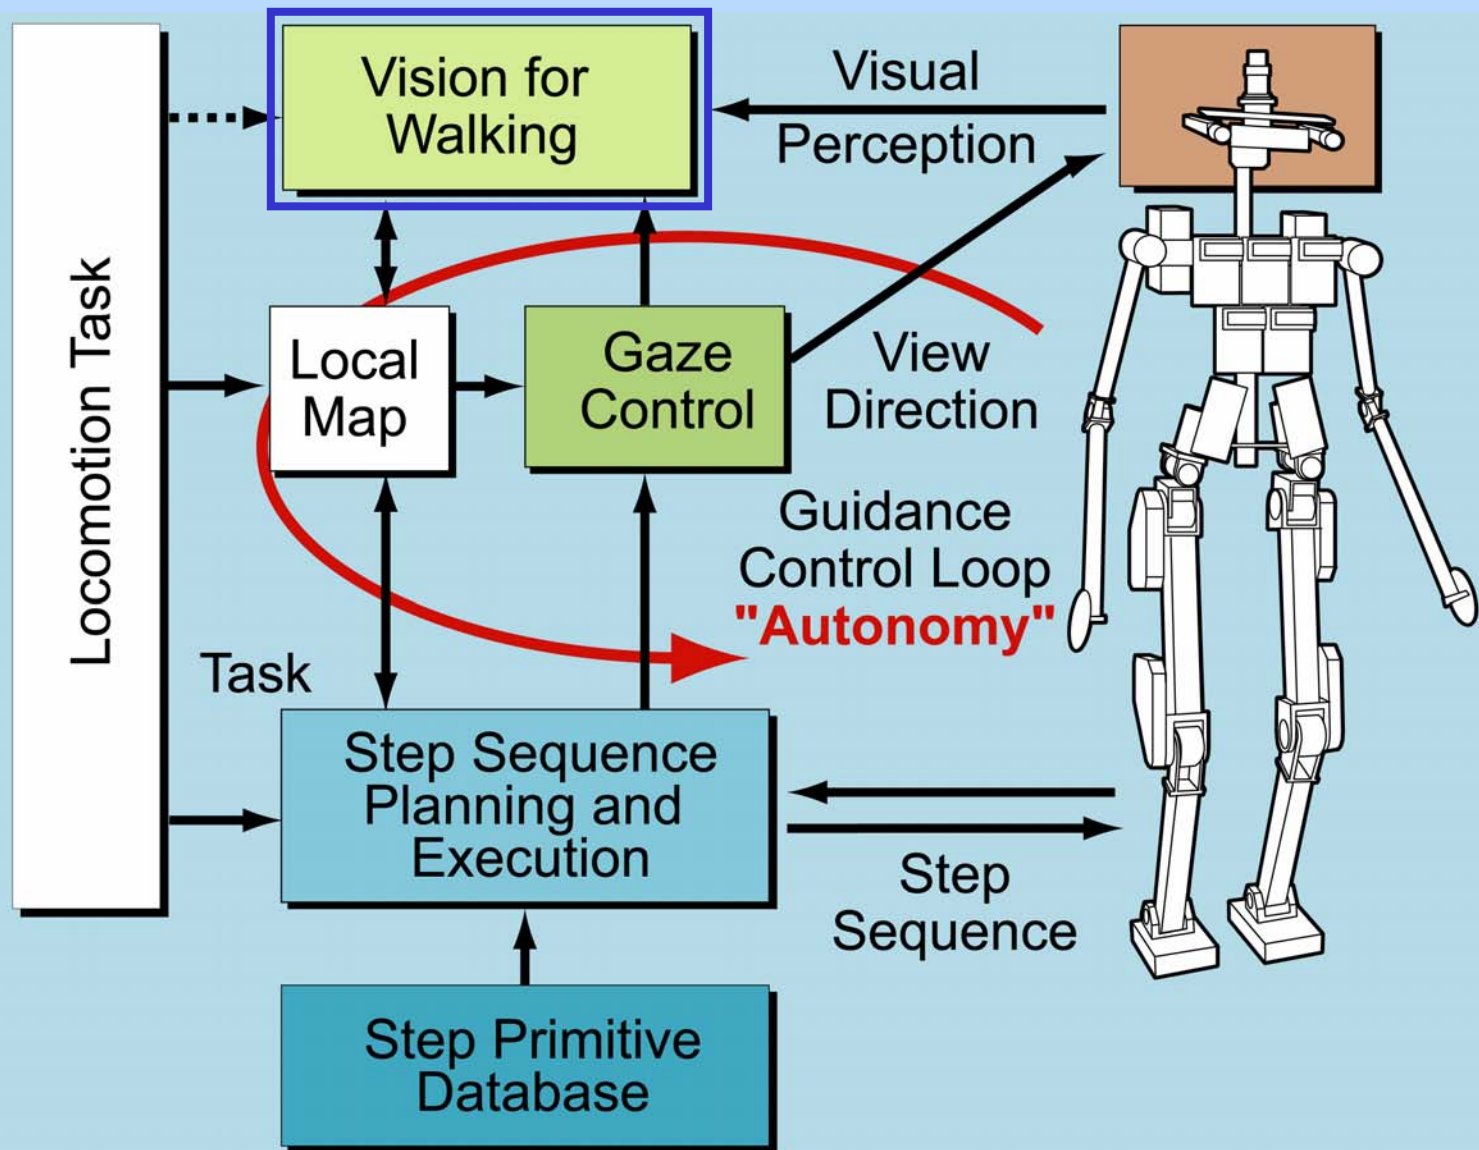 Locomotion Task
Vision for
Walking
Visual
Perception
Local
Map
Gaze
Control
View
Direction
Guidance
Control Loop
"Autonomy"
Task
Step Sequence
Planning and
Execution
Step
Sequence
Step Primitive
Database